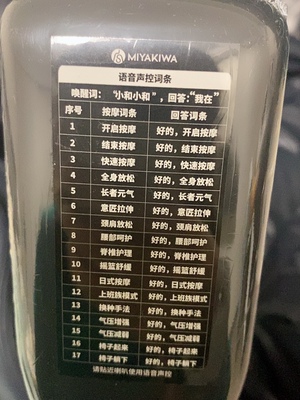 MIYAKIWA
语音声控词条
唤醒词： "小和小和"，回答："我在"
序号 按摩词条 回答词条
1 开启按摩 好的，开启按摩
2 结束按摩 好的，结束按摩
3 快速按摩 好的，快速按摩
4 全身放松 好的，全身放松
5 长者元气 好的，长者元气
6 意匠拉伸 好的，意匠拉伸
7 颈肩放松 好的，颈肩放松
8 腰部呵护 好的，腰部呵护
9 脊椎护理 好的，脊椎护理
10 摇篮舒缓 好的，摇篮舒缓
11 日式按摩 好的，日式按摩
12 上班族模式 好的，上班族模式
13 换种手法 好的，换种手法
14 气压增强 好的，气压增强
15 气压减弱 好的，气压减弱
16 椅子起来 好的，椅子起来
17 椅子躺下 好的，椅子躺下
请贴近喇叭使用语音声控